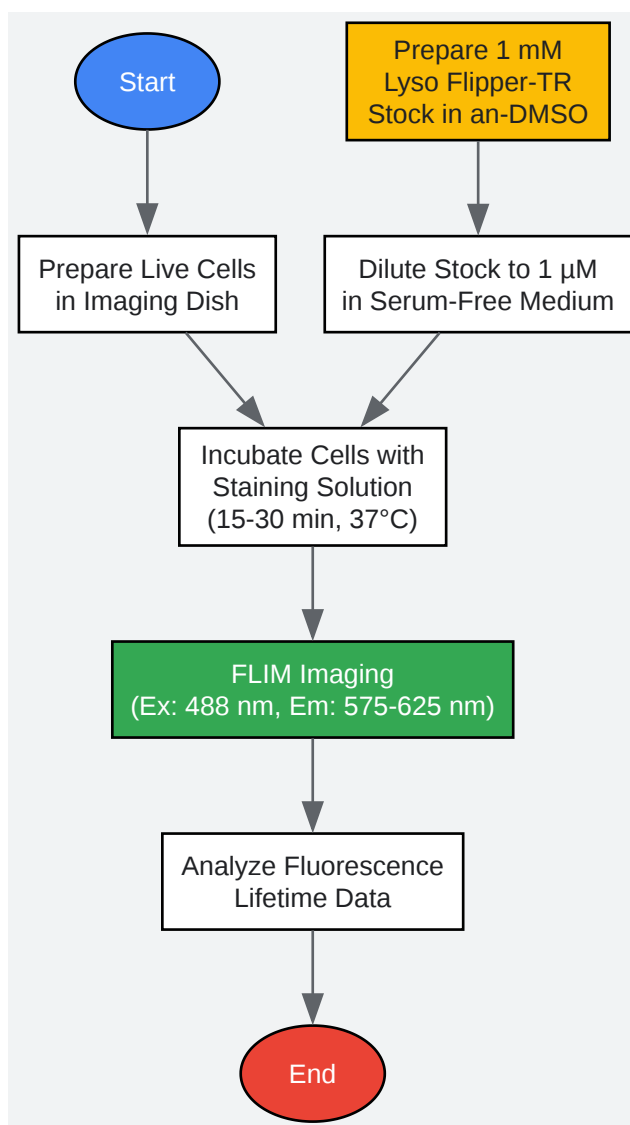 Start
Prepare 1 mM
Lyso Flipper-TR
Stock in an-DMSO
Prepare Live Cells
in Imaging Dish
Dilute Stock to 1 µM
in Serum-Free Medium
Incubate Cells with
Staining Solution
(15-30 min, 37°C)
FLIM Imaging
(Ex: 488 nm, Em: 575-625 nm)
Analyze Fluorescence
Lifetime Data
End